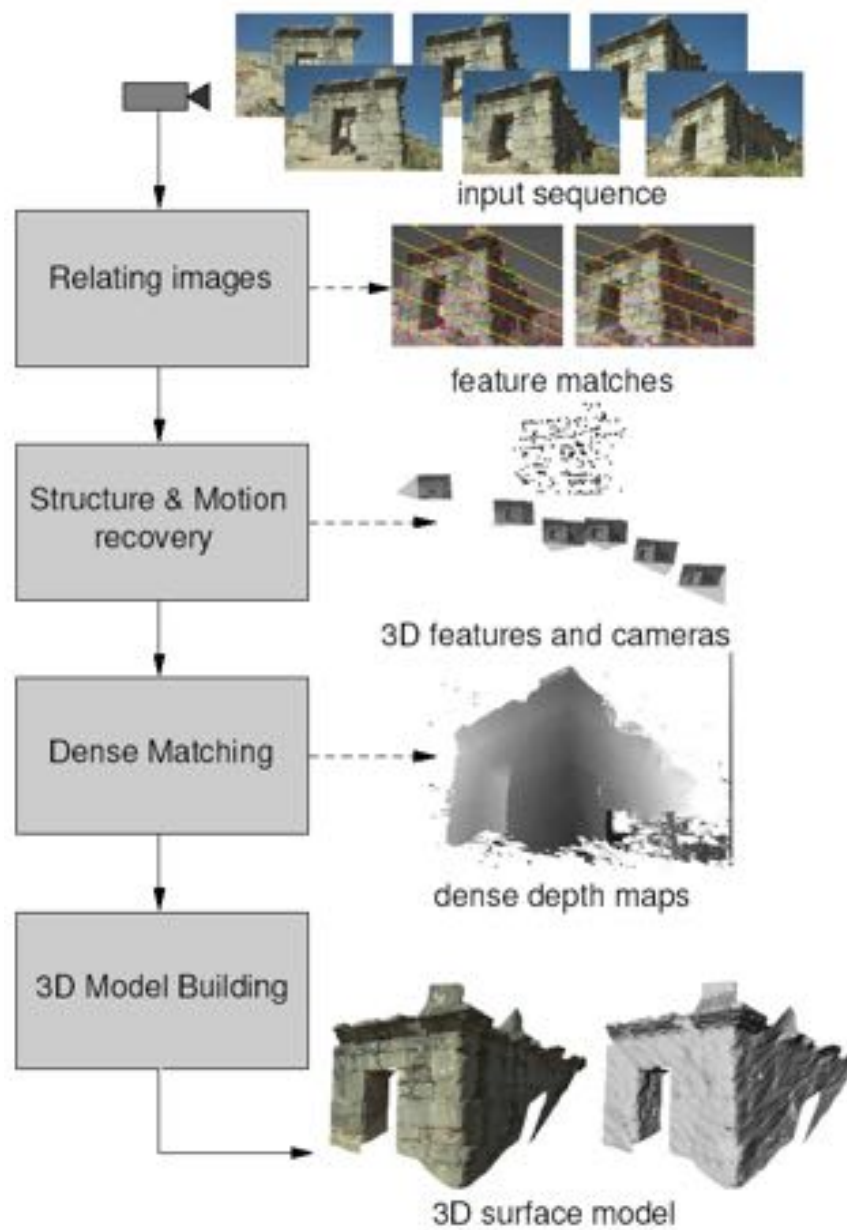 input sequence
Relating images
feature matches
Structure & Motion
recovery
3D features and cameras
Dense Matching
dense depth maps
3D Model Building
3D surface model